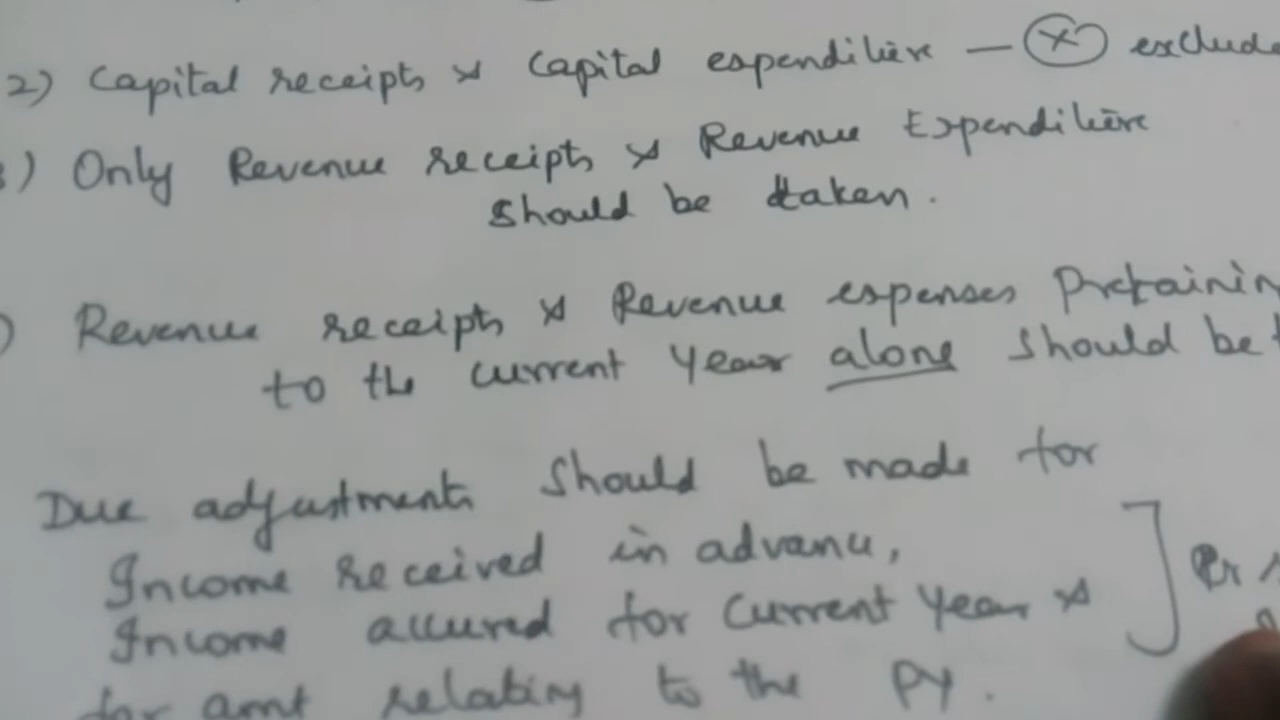 2) Capital receipts & Capital expenditure — (x) exclude
3) Only Revenue receipts & Revenue Expenditure
should be taken.
) Revenue receipts & Revenue expenses Pretainin
to the current year alone should be t
Due adjustments should be made for
Income received in advance,
Income accured for current year &
for amt relating to the PY.